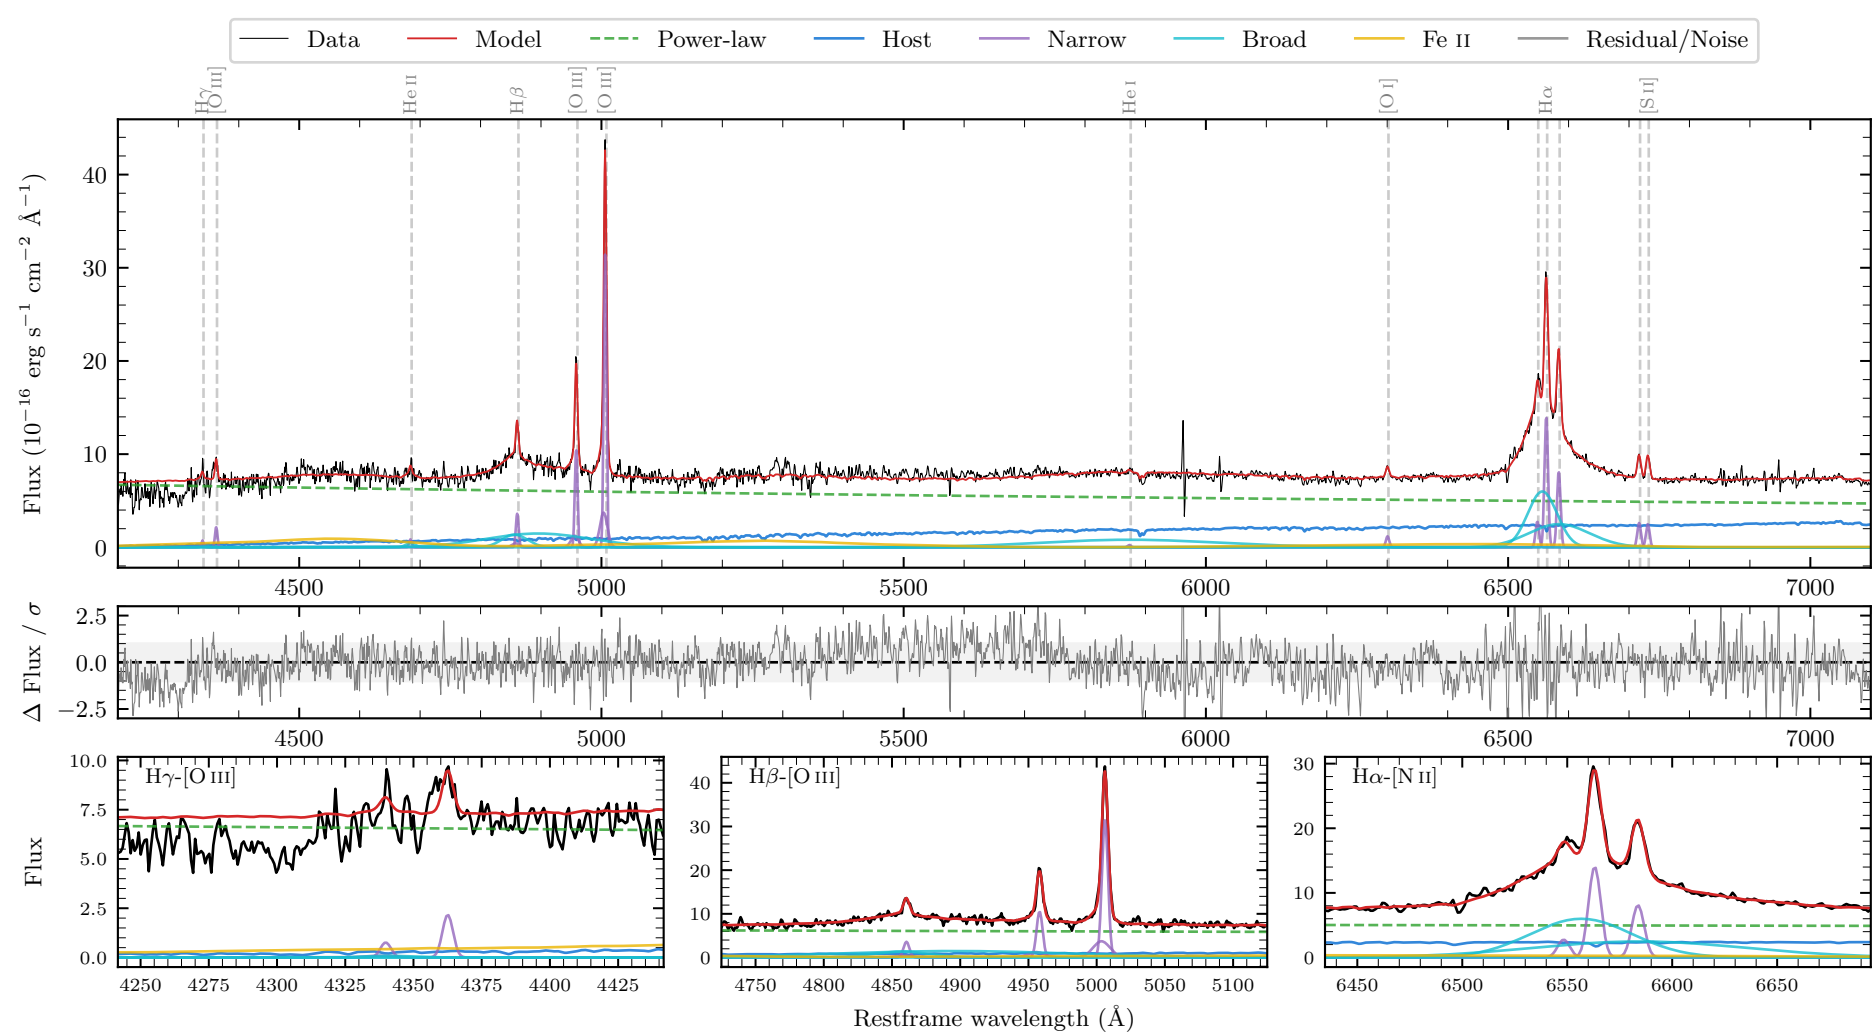 Data Model Power-law Host Narrow Broad Fe II Residual/Noise
Hγ [O III] He II Hβ [O III] [O III] He I [O I] Hα [S II]
Flux (10⁻¹⁶ erg s⁻¹ cm⁻² Å⁻¹)
40
30
20
10
0
4500 5000 5500 6000 6500 7000
Δ Flux / σ
2.5
0.0
−2.5
4500 5000 5500 6000 6500 7000
Flux
Hγ-[O III]
10.0
7.5
5.0
2.5
0.0
4250 4275 4300 4325 4350 4375 4400 4425
Hβ-[O III]
40
30
20
10
0
4750 4800 4850 4900 4950 5000 5050 5100
Hα-[N II]
30
20
10
0
6450 6500 6550 6600 6650
Restframe wavelength (Å)